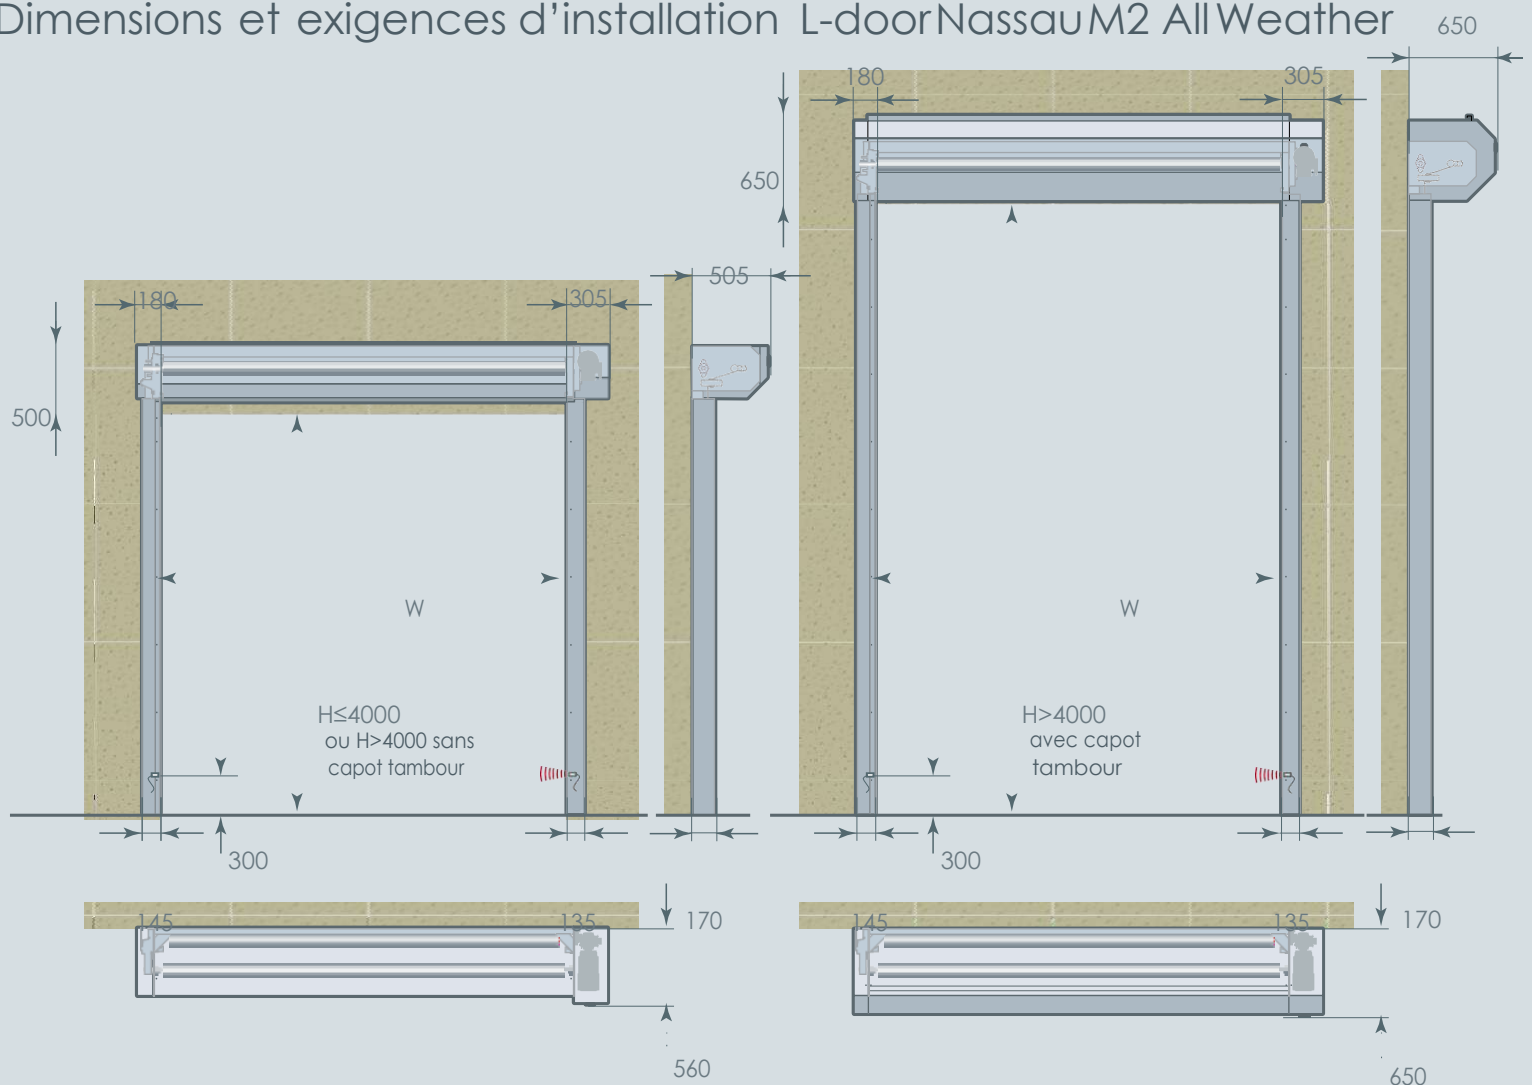 Dimensions et exigences d'installation L-door Nassau M2 All Weather
650
180
305
650
505
180
305
500
W
W
H≤4000
ou H>4000 sans
capot tambour
H>4000
avec capot
tambour
300
300
145
135
170
145
135
170
560
650